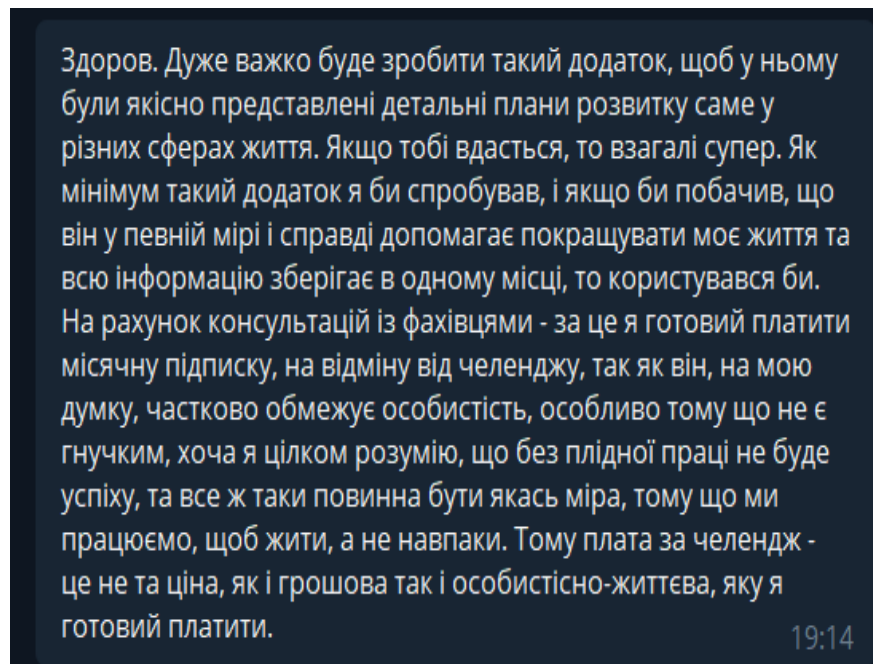 Здоров. Дуже важко буде зробити такий додаток, щоб у ньому
були якісно представлені детальні плани розвитку саме у
різних сферах життя. Якщо тобі вдасться, то взагалі супер. Як
мінімум такий додаток я би спробував, і якщо би побачив, що
він у певній мірі і справді допомагає покращувати моє життя та
всю інформацію зберігає в одному місці, то користувався би.
На рахунок консультацій із фахівцями - за це я готовий платити
місячну підписку, на відміну від челенджу, так як він, на мою
думку, частково обмежує особистість, особливо тому що не є
гнучким, хоча я цілком розумію, що без плідної праці не буде
успіху, та все ж таки повинна бути якась міра, тому що ми
працюємо, щоб жити, а не навпаки. Тому плата за челендж -
це не та ціна, як і грошова так і особистісно-життєва, яку я
готовий платити.
19:14